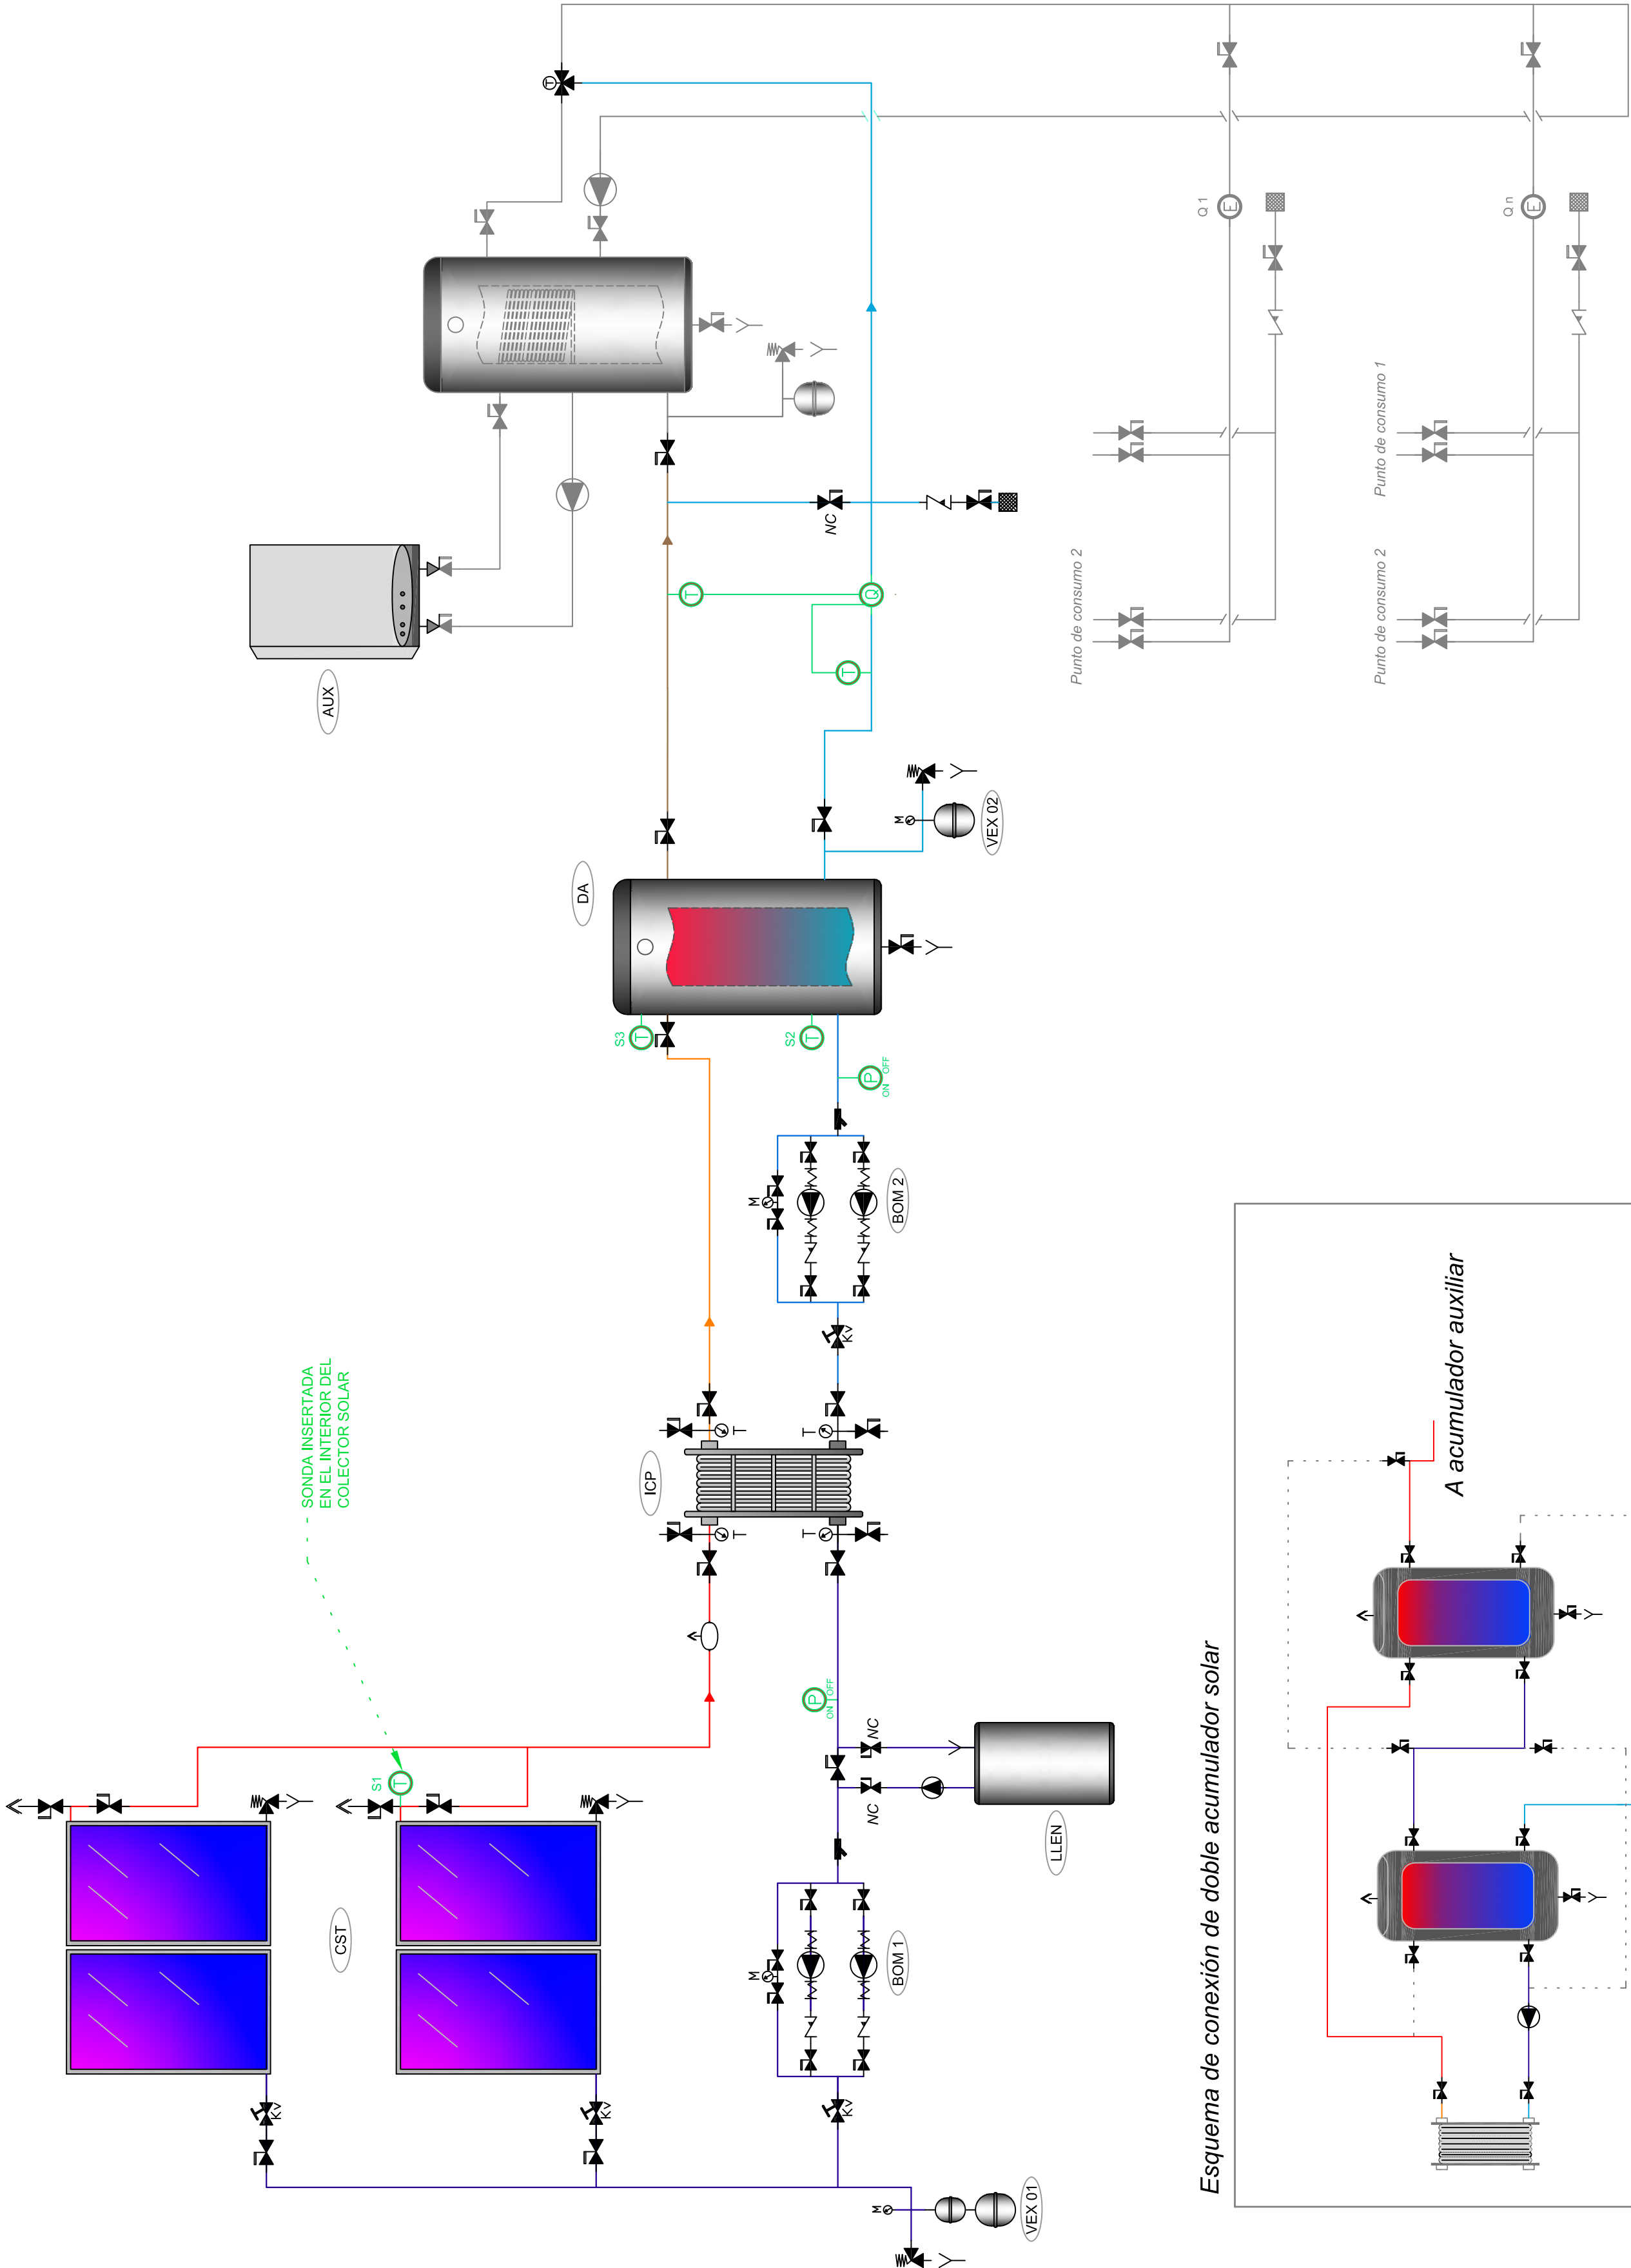 Kv
SONDA INSERTADA
EN EL INTERIOR DEL
COLECTOR SOLAR
AUX
CST
S1
T
T
DA
Kv
S3
T
ICP
T
T
T
M
M
S2
T
T
T
P
ON OFF
NC
Kv
Kv
T
P
ON OFF
Q
NC
NC
M
BOM 1
BOM 2
M
VEX 02
VEX 01
LLEN
Punto de consumo 2
Q 1
E
Esquema de conexión de doble acumulador solar
Punto de consumo 2
Punto de consumo 1
A acumulador auxiliar
Q n
E